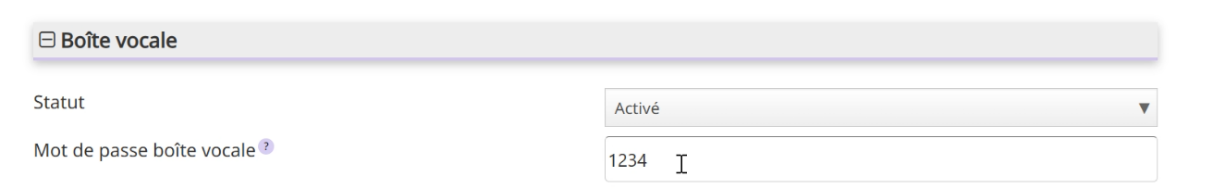 Boîte vocale
Statut
Activé
Mot de passe boîte vocale ?
1234